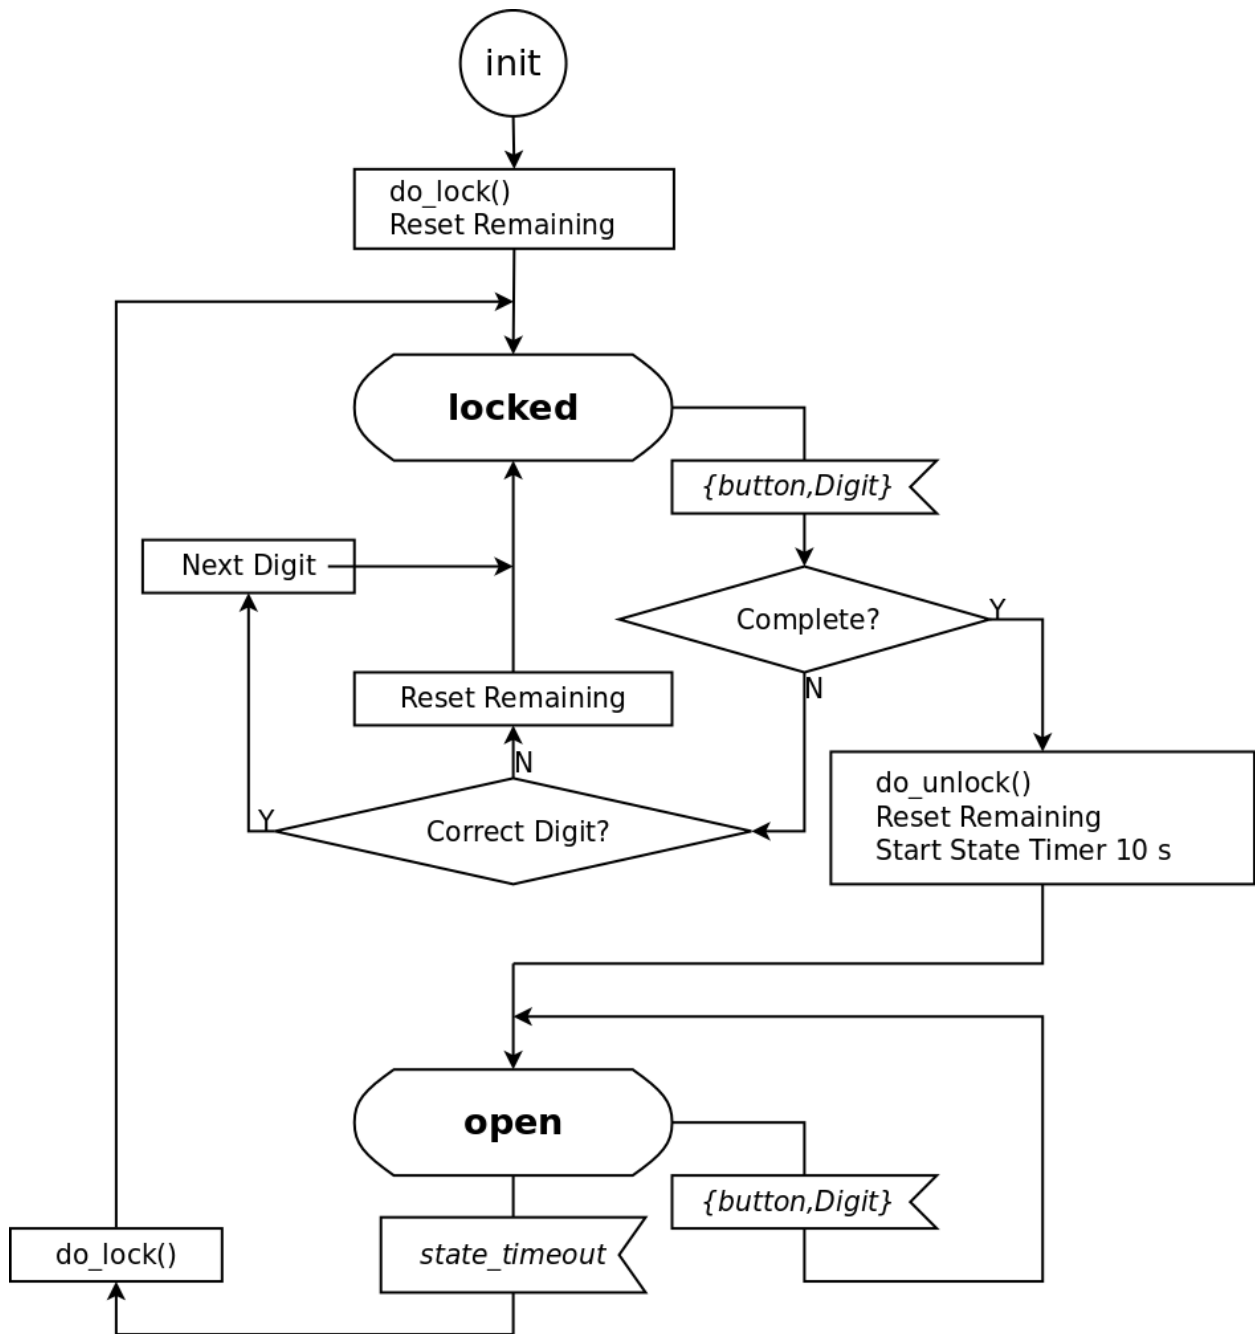 init
do_lock()
Reset Remaining
locked
{button,Digit}
Next Digit
Complete?
Y
N
Reset Remaining
N
Y
Correct Digit?
do_unlock()
Reset Remaining
Start State Timer 10 s
open
{button,Digit}
state_timeout
do_lock()